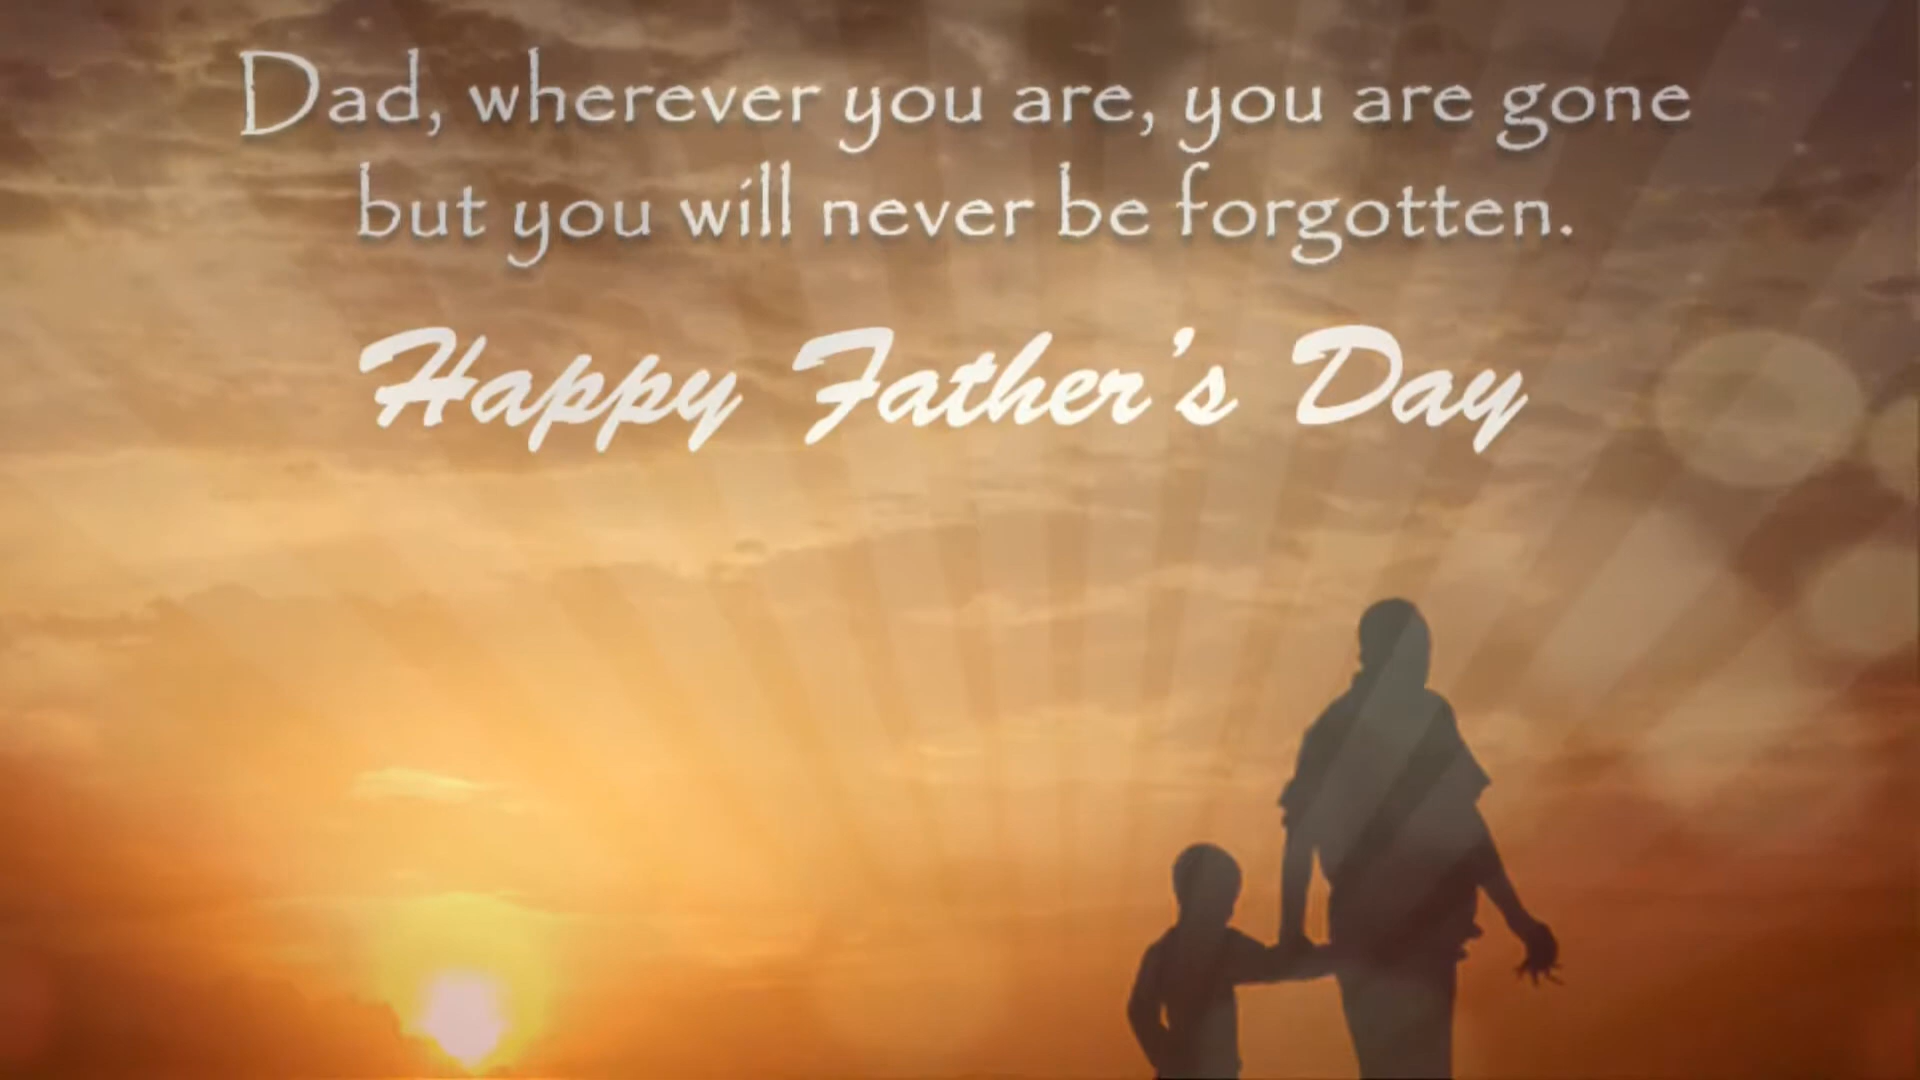 Dad, wherever you are, you are gone
but you will never be forgotten.
Happy Father's Day